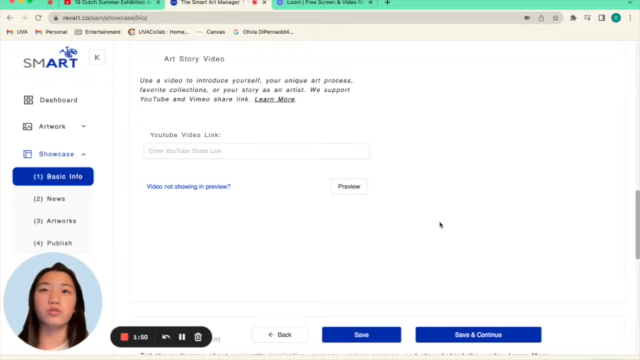 19 Dutch Summer Exhibition A
The Smart Art Manager
Loom | Free Screen & Video R
revart.co/sam/showcase/bio/
UVA
Personal
Entertainment
UVACollab : Home...
Canvas
Olivia DiPernadd A...
SMART
Dashboard
Artwork
Showcase
(1) Basic Info
(2) News
(3) Artworks
(4) Publish
Art Story Video
Use a video to introduce yourself, your unique art process,
favorite collections, or your story as an artist. We support
YouTube and Vimeo share link. Learn More.
Youtube Video Link:
Enter YouTube Share Link
Video not showing in preview?
Preview
1:50
Back
Save
Save & Continue